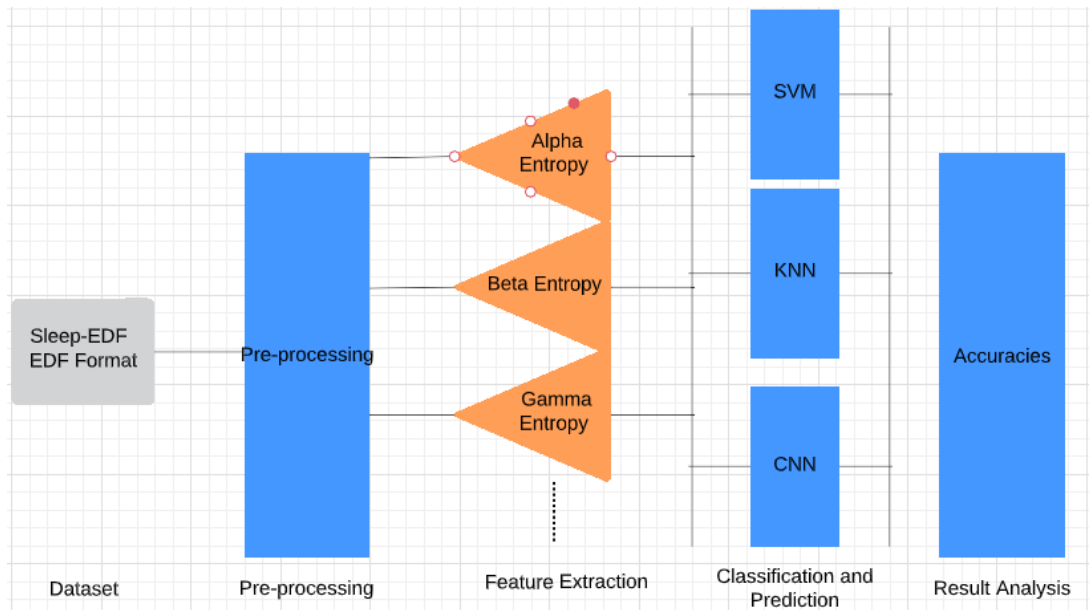 Sleep-EDF
EDF Format
Pre-processing
Alpha
Entropy
Beta Entropy
Gamma
Entropy
SVM
KNN
CNN
Accuracies
Dataset
Pre-processing
Feature Extraction
Classification and
Prediction
Result Analysis